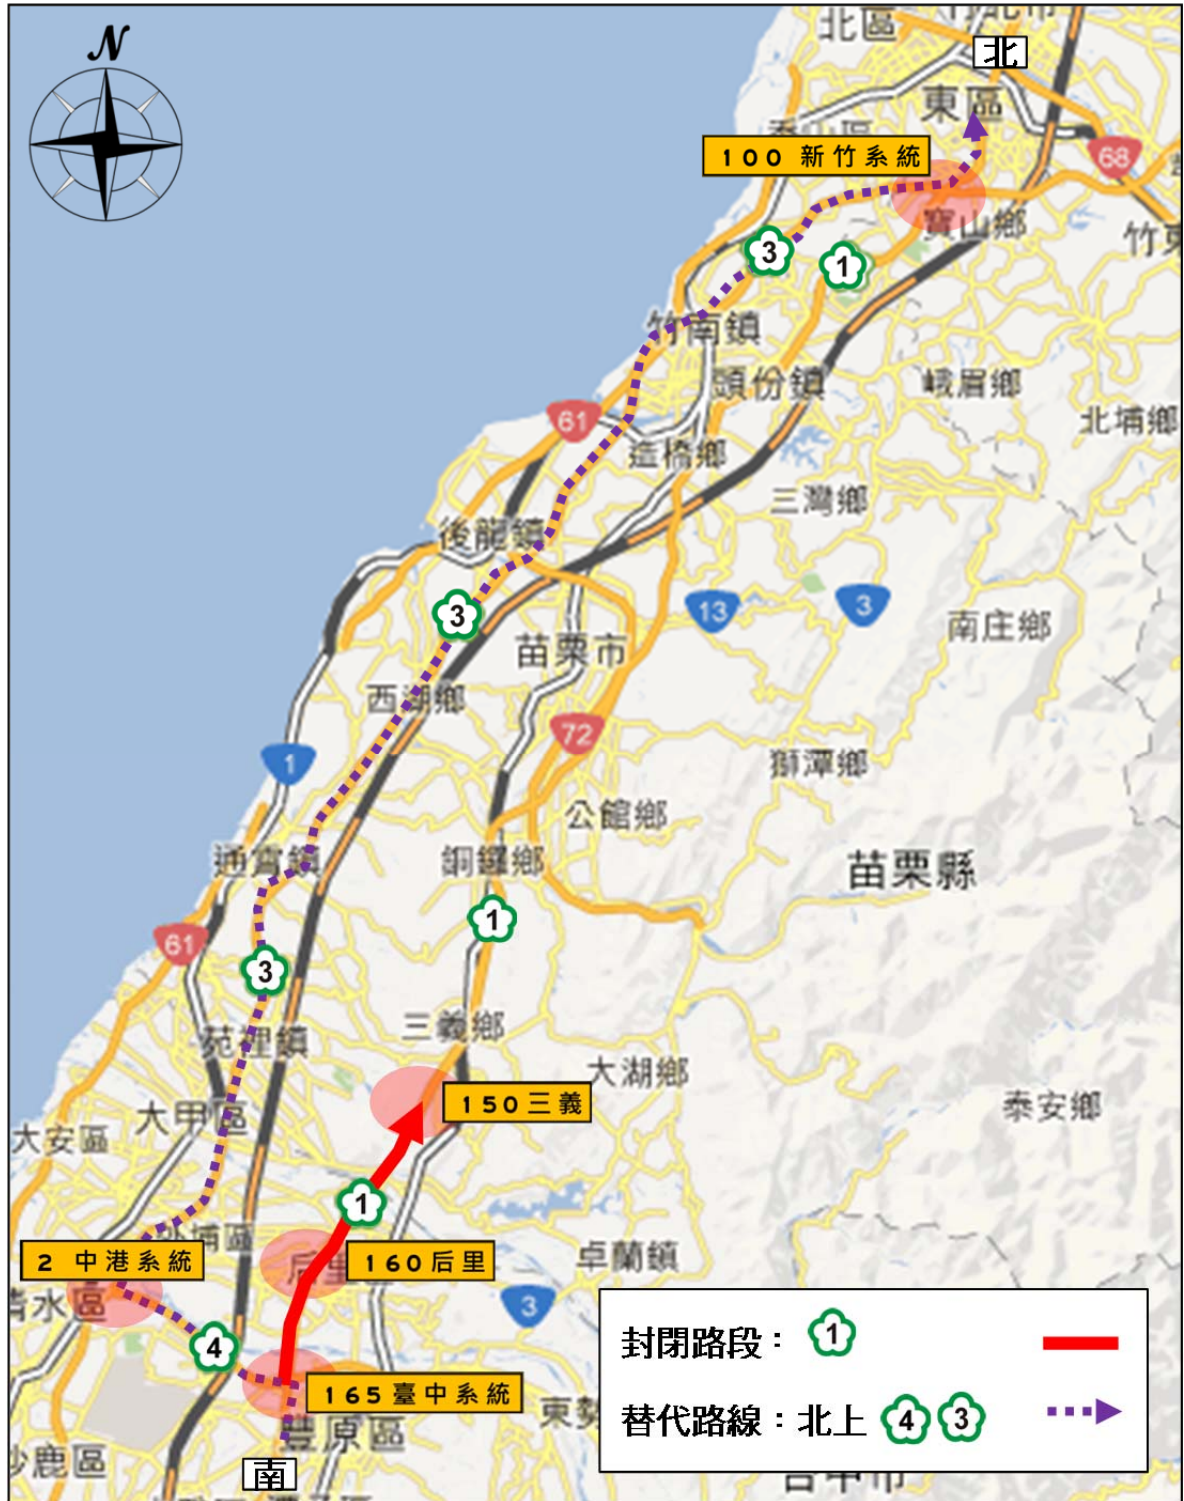 N
北區
北
東區
100 新竹系統
68
寶山鄉
3
1
竹南鎮
頭份鎮
峨眉鄉
61
北埔鄉
造橋鄉
三灣鄉
後龍鎮
3
13
3
苗栗市
南庄鄉
西湖鄉
72
1
獅潭鄉
公館鄉
通霄鎮
銅鑼鄉
苗栗縣
1
61
3
苑裡鎮
三義鄉
大湖鄉
150三義
泰安鄉
大甲區
大安區
1
外埔區
2 中港系統
160后里
卓蘭鎮
清水區
3
4
封閉路段：1
165臺中系統
豐原區
替代路線：北上 4 3
沙鹿區
南